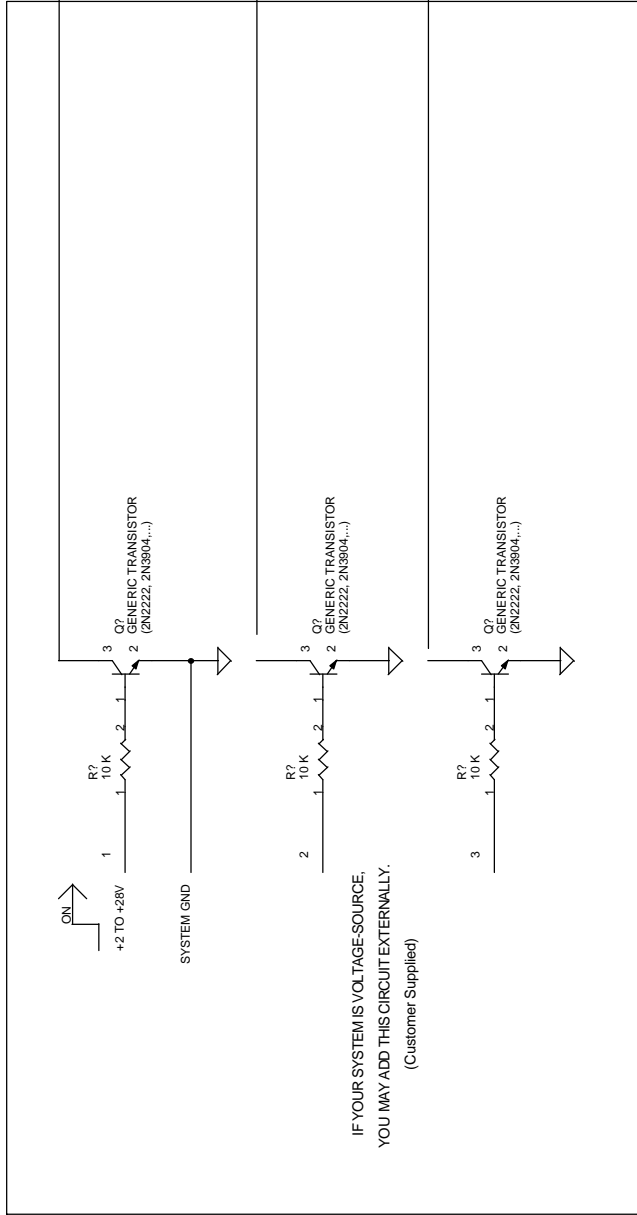 ON
+2 TO +28V
SYSTEM GND
1
R?
10 K
1
2
1
3
Q?
2
GENERIC TRANSISTOR
(2N2222, 2N3904,...)
2
R?
10 K
1
2
1
3
Q?
2
GENERIC TRANSISTOR
(2N2222, 2N3904,...)
IF YOUR SYSTEM IS VOLTAGE-SOURCE,
YOU MAY ADD THIS CIRCUIT EXTERNALLY.
(Customer Supplied)
3
R?
10 K
1
2
1
3
Q?
2
GENERIC TRANSISTOR
(2N2222, 2N3904,...)